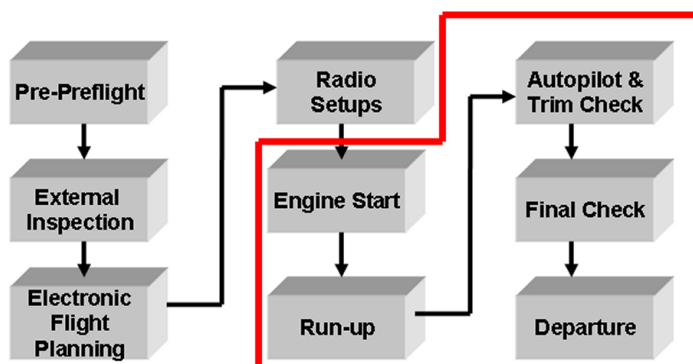 Pre-Preflight
External
Inspection
Electronic
Flight
Planning
Radio
Setups
Engine Start
Run-up
Autopilot &
Trim Check
Final Check
Departure